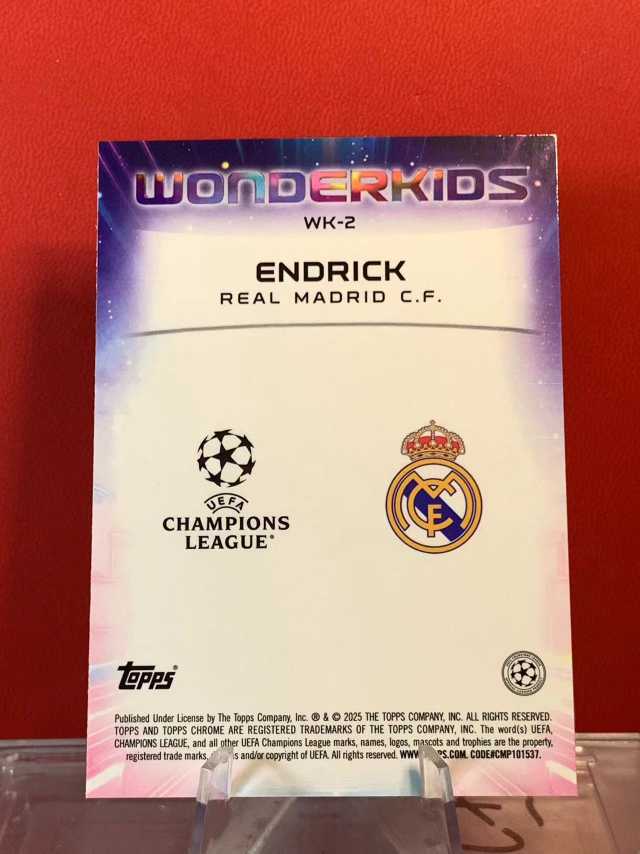 WONDERKIDS
WK-2
ENDRICK
REAL MADRID C.F.
UEFA
CHAMPIONS
LEAGUE®
topps®
Published Under License by The Topps Company, Inc. ® & © 2025 THE TOPPS COMPANY, INC. ALL RIGHTS RESERVED.
TOPPS AND TOPPS CHROME ARE REGISTERED TRADEMARKS OF THE TOPPS COMPANY, INC. The word(s) UEFA,
CHAMPIONS LEAGUE, and all other UEFA Champions League marks, names, logos, mascots and trophies are the property,
registered trade marks, and/or copyright of UEFA. All rights reserved. CODE#CMP101537.